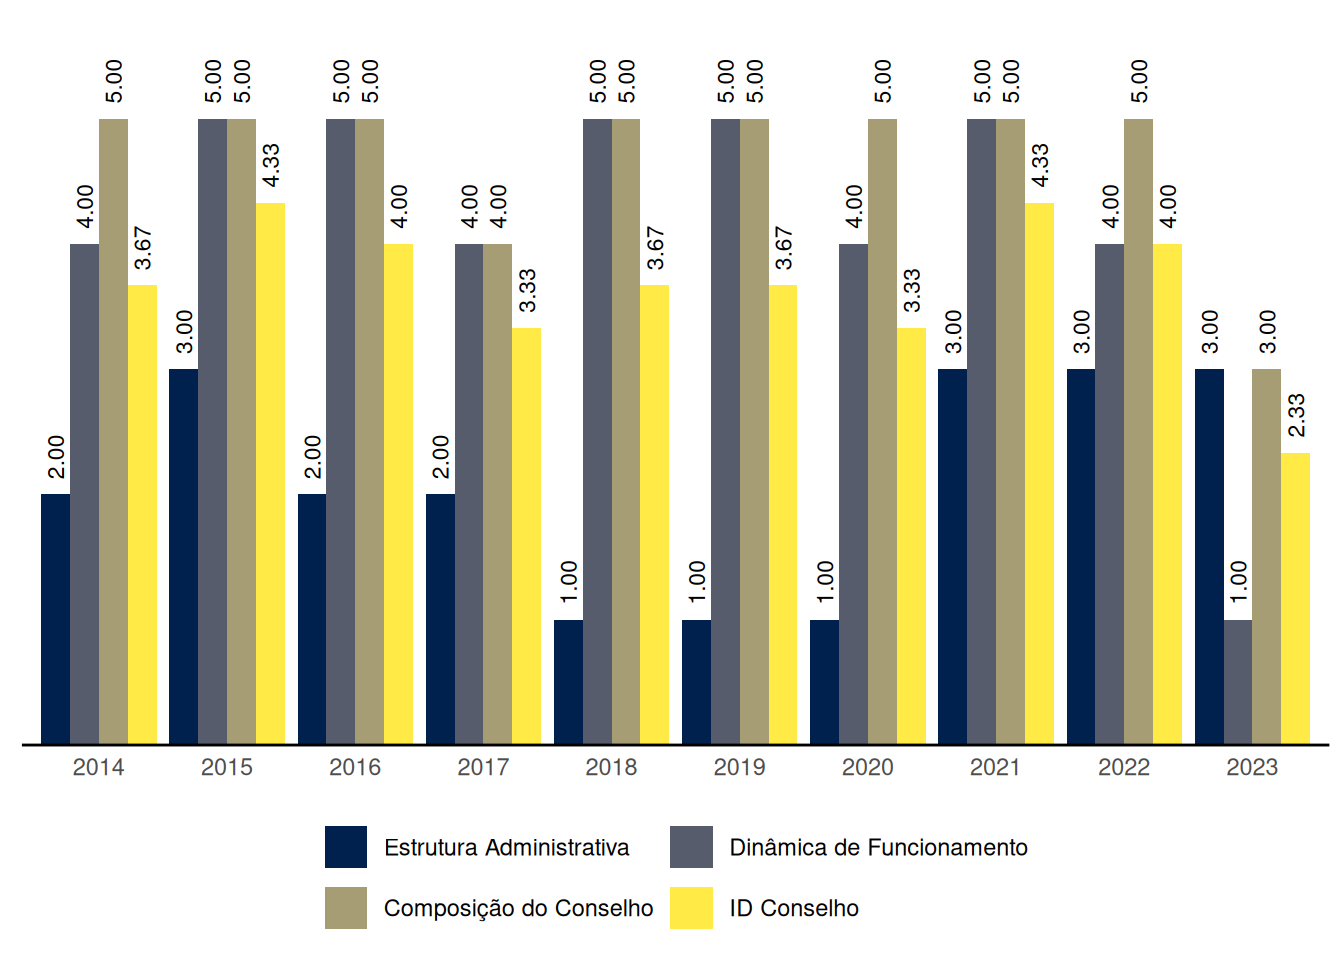 5.00 5.00 5.00 5.00 5.00 5.00 5.00 5.00 5.00 5.00 5.00 5.00 5.00
4.33 4.33
4.00 4.00 4.00 4.00 4.00 4.00 4.00
3.67 3.67 3.67
3.33 3.33
3.00 3.00 3.00 3.00 3.00
2.33
2.00 2.00 2.00
1.00 1.00 1.00 1.00
2014 2015 2016 2017 2018 2019 2020 2021 2022 2023
Estrutura Administrativa Dinâmica de Funcionamento
Composição do Conselho ID Conselho